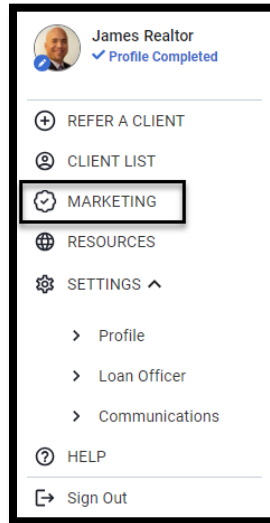 James Realtor
Profile Completed
REFER A CLIENT
CLIENT LIST
MARKETING
RESOURCES
SETTINGS
Profile
Loan Officer
Communications
HELP
Sign Out